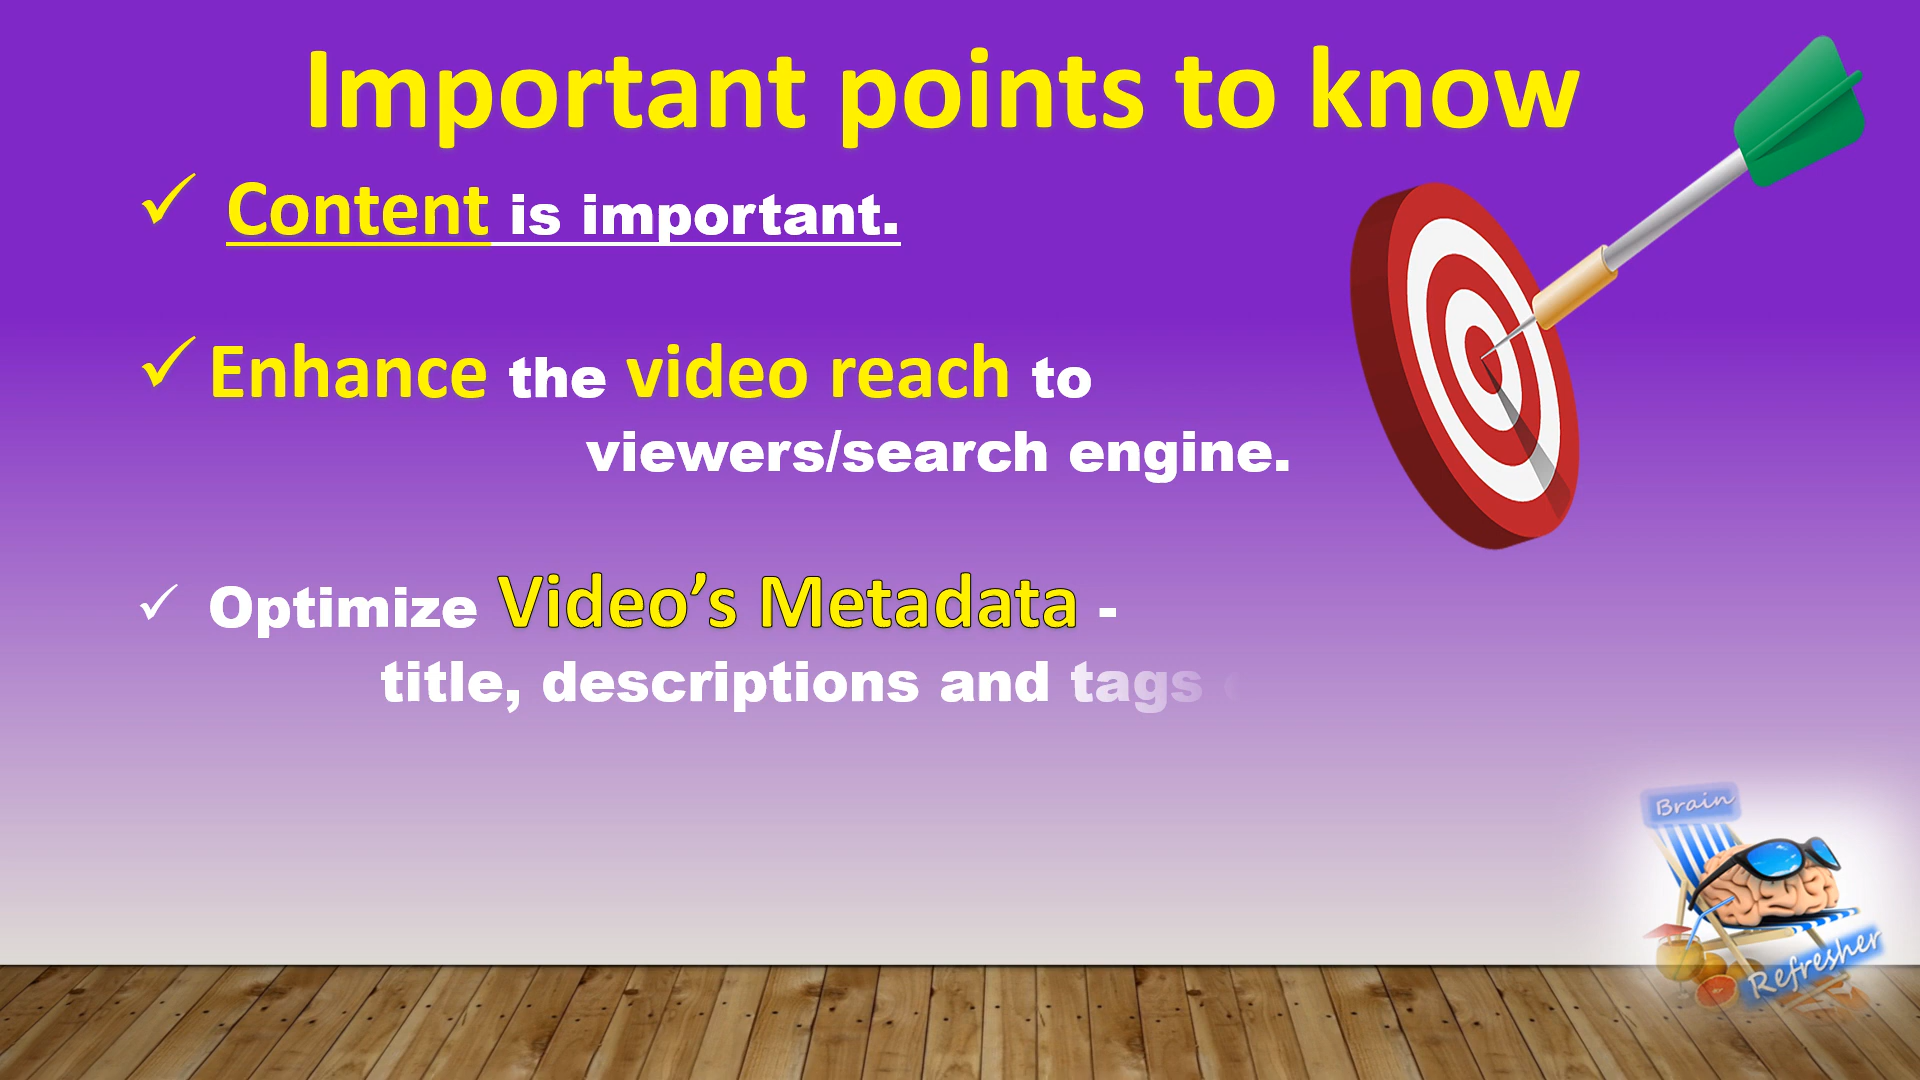 Important points to know
✓ Content is important.
✓ Enhance the video reach to
viewers/search engine.
✓ Optimize Video’s Metadata -
title, descriptions and tags
Brain
Refresher